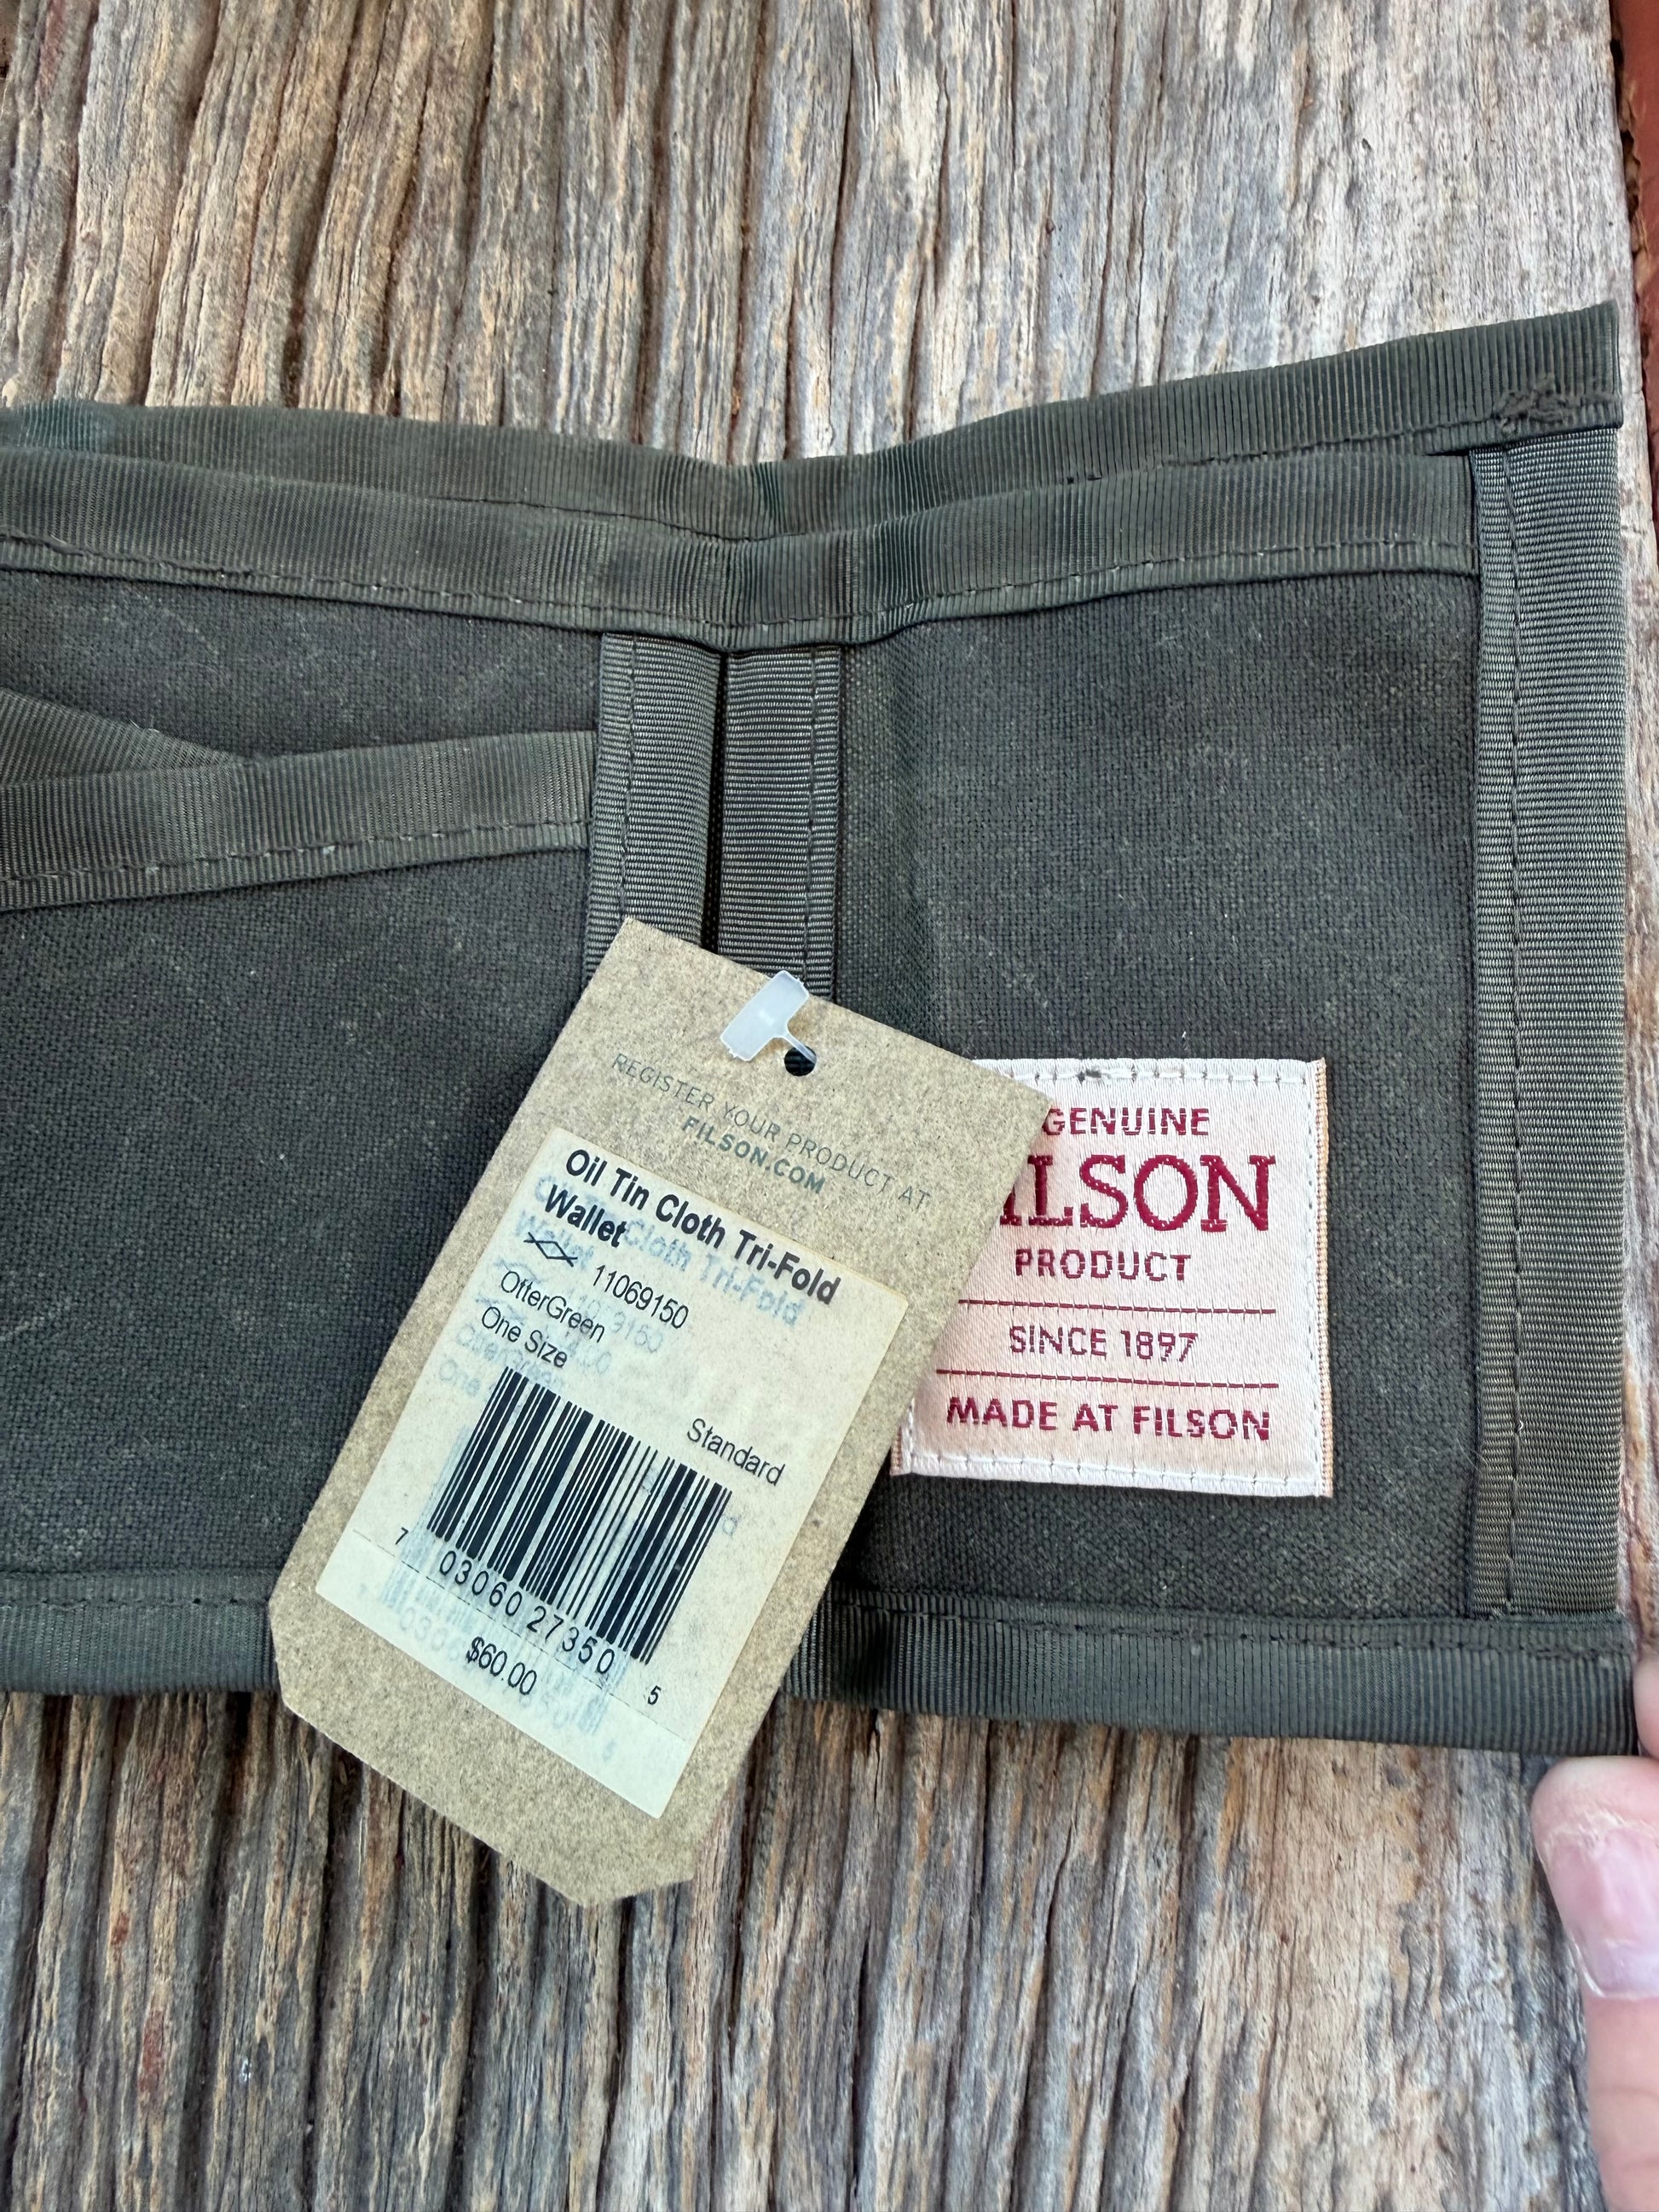 REGISTER YOUR PRODUCT AT
FILSON.COM
Oil Tin Cloth Tri-Fold
Wallet
11069150
OtterGreen
One Size
Standard
7 03060 27350 5
$60.00
GENUINE
FILSON
PRODUCT
SINCE 1897
MADE AT FILSON